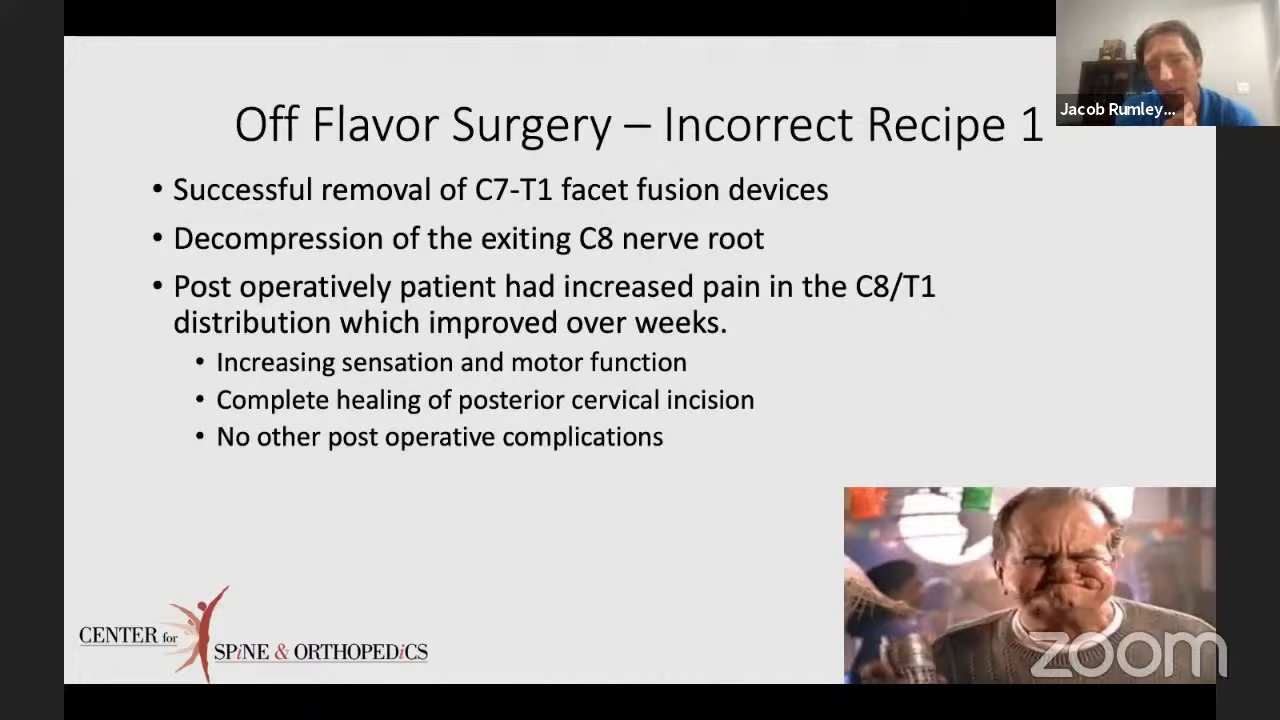 Jacob Rumley...
Off Flavor Surgery – Incorrect Recipe 1
• Successful removal of C7-T1 facet fusion devices
• Decompression of the exiting C8 nerve root
• Post operatively patient had increased pain in the C8/T1
distribution which improved over weeks.
• Increasing sensation and motor function
• Complete healing of posterior cervical incision
• No other post operative complications
CENTER for
SPiNE & ORTHOPEDiCS
zoom